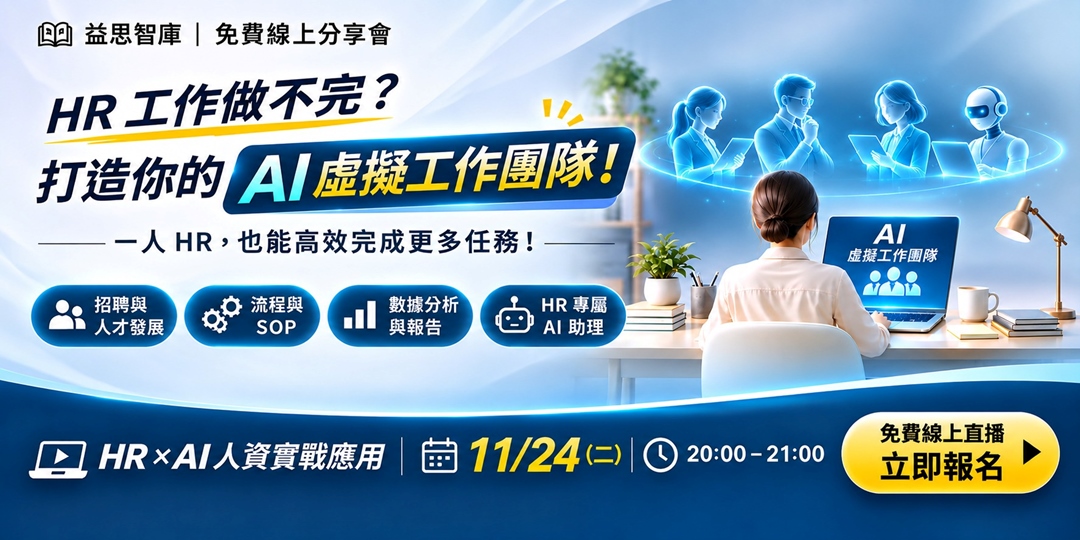 益思智庫｜免費線上分享會
HR 工作做不完？
打造你的 AI 虛擬工作團隊！
一人 HR，也能高效完成更多任務！
招聘與
人才發展
流程與
SOP
數據分析
與報告
HR 專屬
AI 助理
AI
虛擬工作團隊
HR×AI人資實戰應用
11/24(二)
20:00–21:00
免費線上直播
立即報名